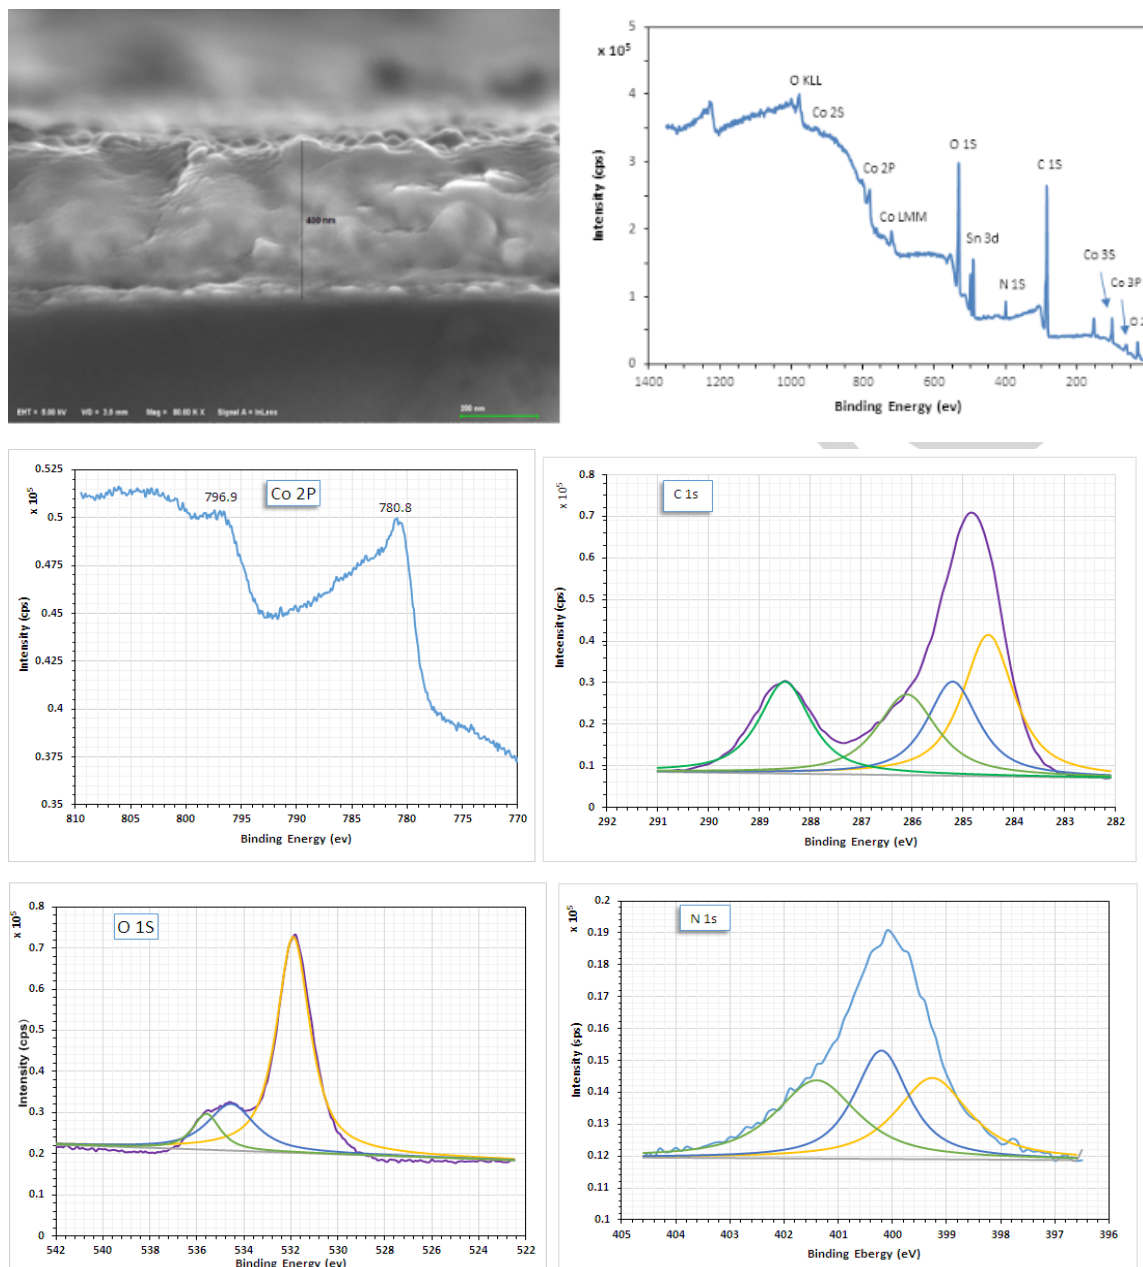 400 nm
EHT = 5.00 kV WD = 3.5 mm Mag = 80.00 K X Signal A = InLens
200 nm
x 10⁵
5
4
3
2
1
0
Intensity (cps)
O KLL
Co 2S
Co 2P
Co LMM
O 1S
Sn 3d
N 1S
C 1S
Co 3S
Co 3P
1400 1200 1000 800 600 400 200
Binding Energy (ev)
x 10⁵
0.525
0.5
0.475
0.45
0.425
0.4
0.375
0.35
Intensity (cps)
796.9
Co 2P
780.8
810 805 800 795 790 785 780 775 770
Binding Energy (ev)
x 10⁵
0.8
0.7
0.6
0.5
0.4
0.3
0.2
0.1
0
Inteensity (cps)
C 1s
292 291 290 289 288 287 286 285 284 283 282
Binding Energy (eV)
x 10⁵
0.8
0.7
0.6
0.5
0.4
0.3
0.2
0.1
0
Intensity (cps)
O 1S
542 540 538 536 534 532 530 528 526 524 522
Binding Energy (ev)
x 10⁵
0.2
0.19
0.18
0.17
0.16
0.15
0.14
0.13
0.12
0.11
0.1
Intensity (sps)
N 1s
405 404 403 402 401 400 399 398 397 396
Binding Ebergy (eV)